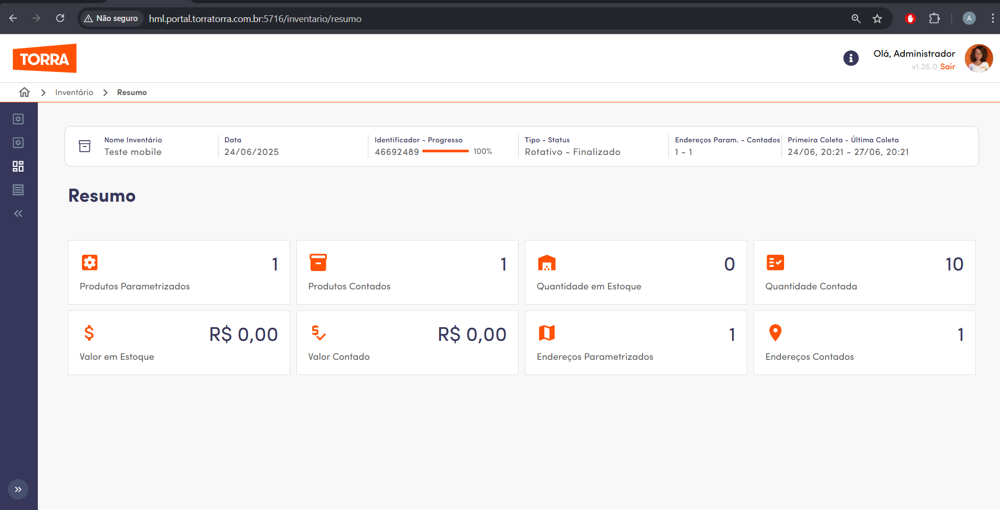 Não seguro
hml.portal.torratorra.com.br:5716/inventario/resumo
A
TORRA
Olá, Administrador
v1.26.0 Sair
Inventário
Resumo
Nome Inventário
Teste mobile
Data
24/06/2025
Identificador - Progresso
46692489 100%
Tipo - Status
Rotativo - Finalizado
Endereços Param. - Contados
1 - 1
Primeira Coleta - Última Coleta
24/06, 20:21 - 27/06, 20:21
Resumo
1
Produtos Parametrizados
1
Produtos Contados
0
Quantidade em Estoque
10
Quantidade Contada
R$ 0,00
Valor em Estoque
R$ 0,00
Valor Contado
1
Endereços Parametrizados
1
Endereços Contados